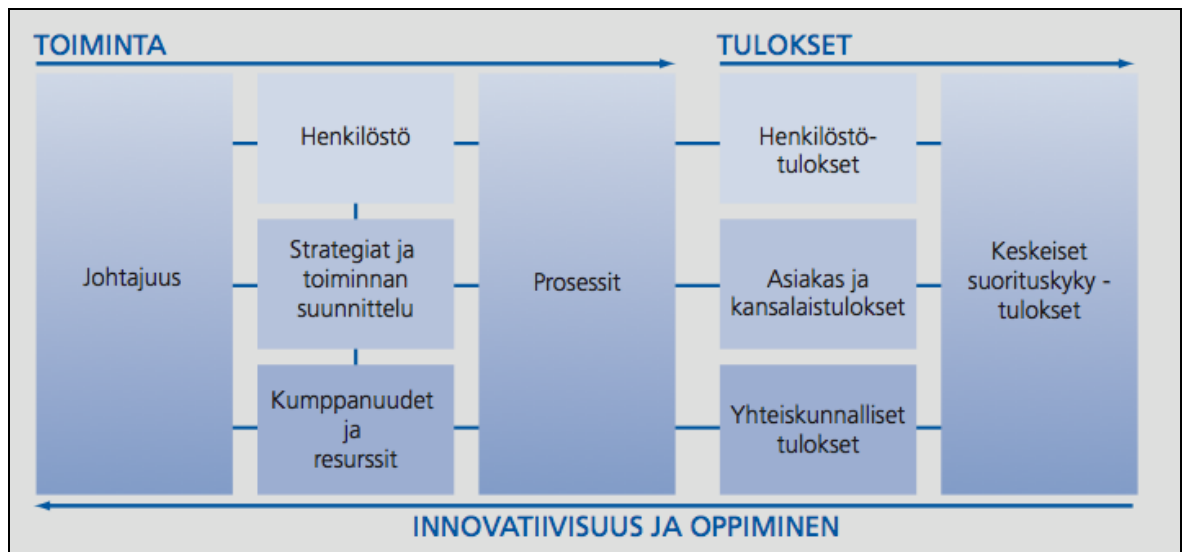 TOIMINTA
TULOKSET
Johtajuus
Henkilöstö
Strategiat ja
toiminnan
suunnittelu
Kumppanuudet
ja
resurssit
Prosessit
Henkilöstö-
tulokset
Asiakas ja
kansalaistulokset
Yhteiskunnalliset
tulokset
Keskeiset
suorituskyky -
tulokset
INNOVATIIVISUUS JA OPPIMINEN